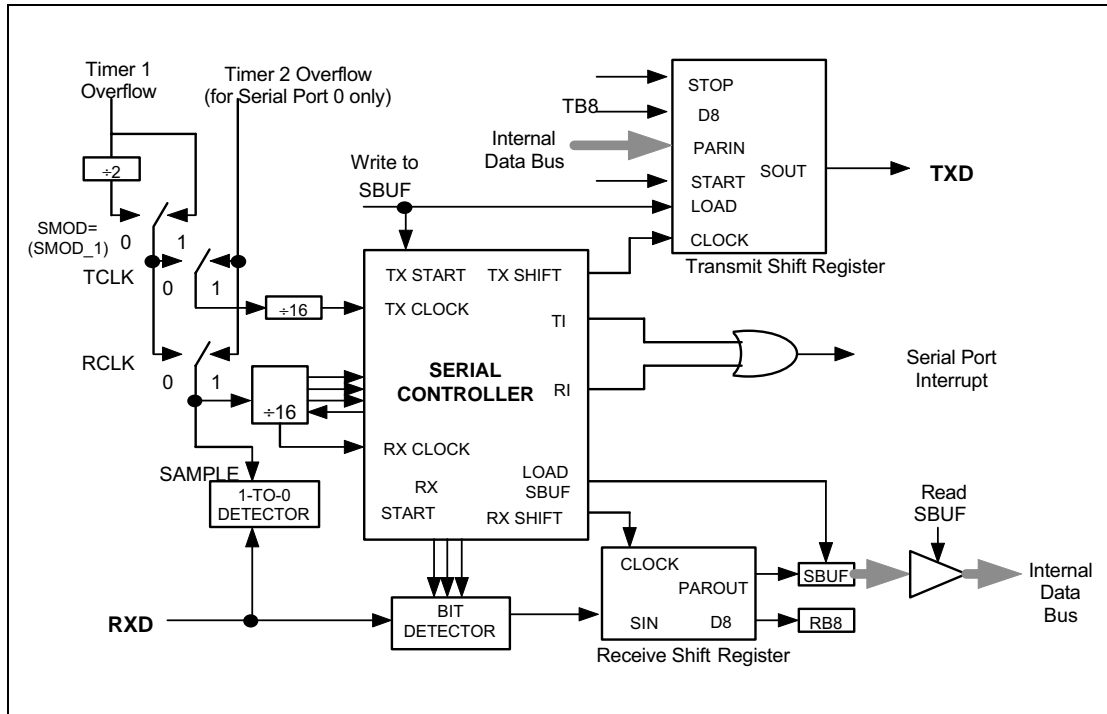 Timer 1
Overflow
Timer 2 Overflow
(for Serial Port 0 only)
÷2
SMOD=
(SMOD_1)
0
1
TCLK
0
1
÷16
RCLK
0
1
÷16
SAMPLE
1-TO-0
DETECTOR
RXD
BIT
DETECTOR
Write to
SBUF
TX START
TX SHIFT
TX CLOCK
TI
SERIAL
CONTROLLER
RI
RX CLOCK
LOAD
SBUF
RX
START
RX SHIFT
TB8
Internal
Data Bus
STOP
D8
PARIN
SOUT
START
LOAD
CLOCK
Transmit Shift Register
TXD
Serial Port
Interrupt
CLOCK
PAROUT
SIN
D8
Receive Shift Register
SBUF
RB8
Read
SBUF
Internal
Data
Bus